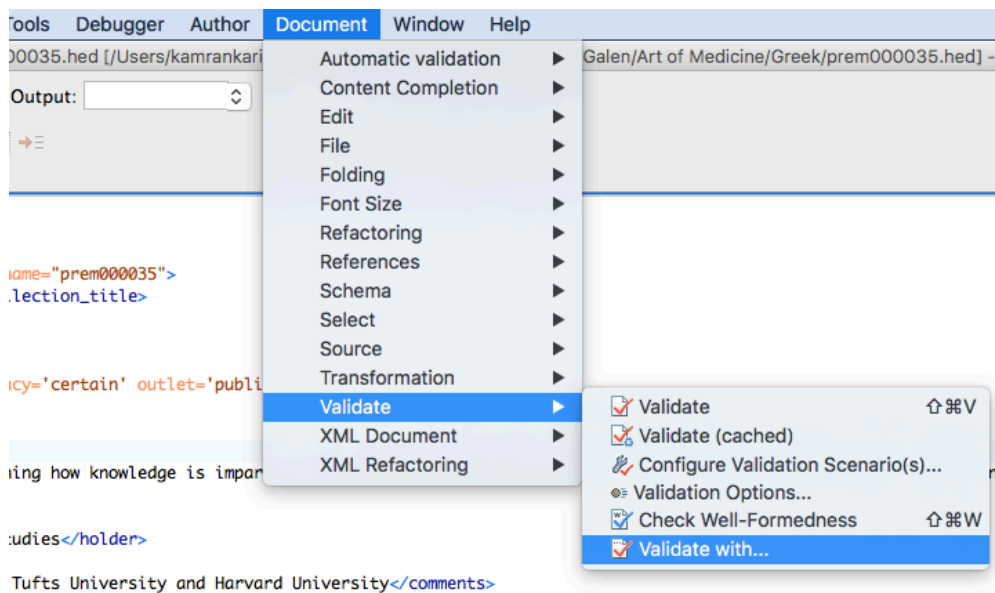 Tools Debugger Author Document Window Help
00035.hed [/Users/kamrankari Galen/Art of Medicine/Greek/prem000035.hed] –
Output:
Automatic validation
Content Completion
Edit
File
Folding
Font Size
Refactoring
References
Schema
Select
Source
Transformation
Validate
XML Document
XML Refactoring
Validate ⇧⌘V
Validate (cached)
Configure Validation Scenario(s)...
Validation Options...
Check Well-Formedness ⇧⌘W
Validate with...
name="prem000035">
llection_title>
acy='certain' outlet='publi
ning how knowledge is impar
tudies</holder>
Tufts University and Harvard University</comments>